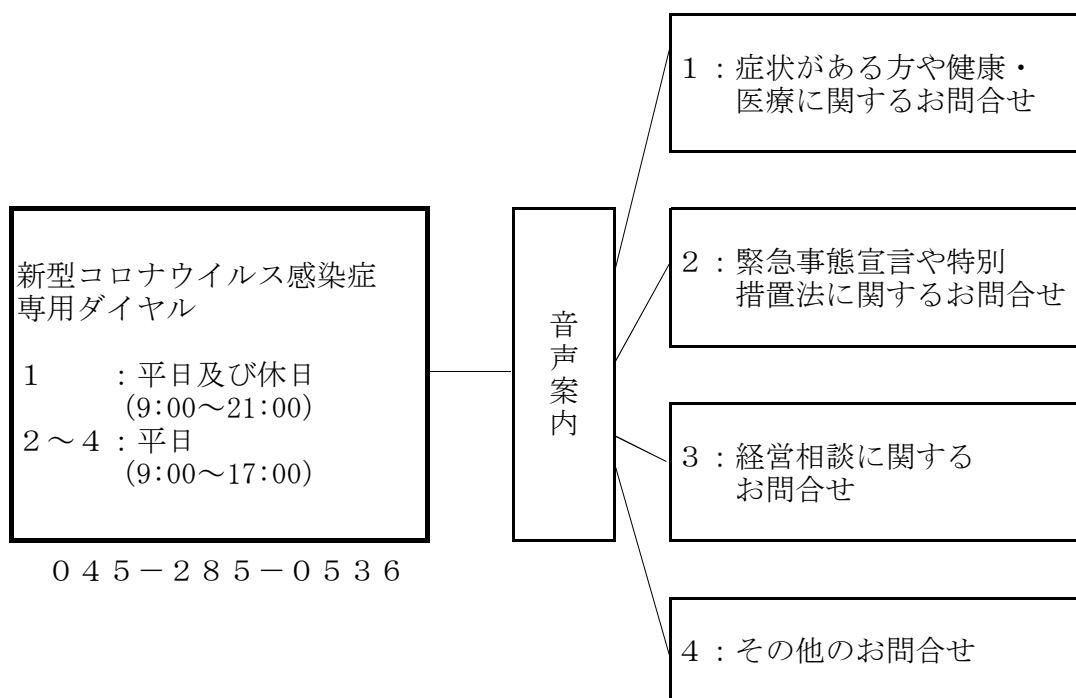 新型コロナウイルス感染症
専用ダイヤル
1 : 平日及び休日
(9:00～21:00)
2～4 : 平日
(9:00～17:00)
045－285－0536
音声案内
1 : 症状がある方や健康・
医療に関するお問合せ
2 : 緊急事態宣言や特別
措置法に関するお問合せ
3 : 経営相談に関する
お問合せ
4 : その他のお問合せ